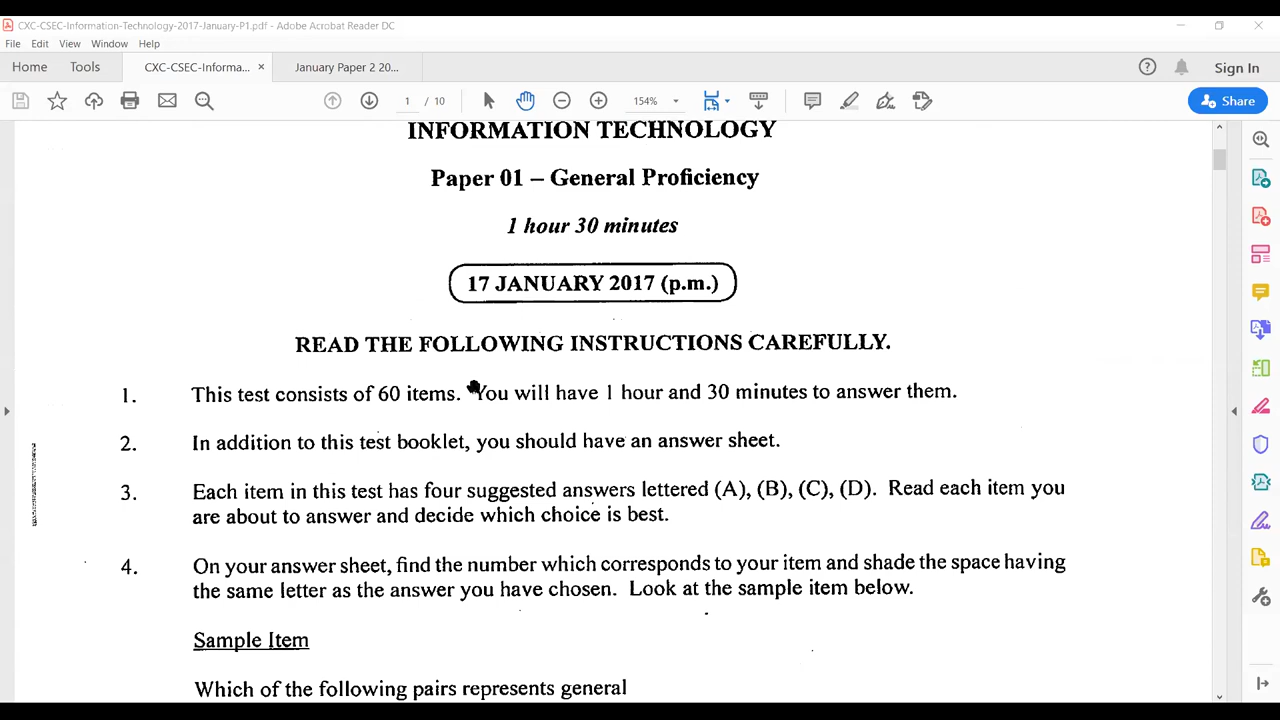 CXC-CSEC-Information-Technology-2017-January-P1.pdf - Adobe Acrobat Reader DC
File Edit View Window Help
Home Tools CXC-CSEC-Informa... × January Paper 2 20... Sign In
1 / 10 154% Share
INFORMATION TECHNOLOGY
Paper 01 – General Proficiency
1 hour 30 minutes
17 JANUARY 2017 (p.m.)
READ THE FOLLOWING INSTRUCTIONS CAREFULLY.
1. This test consists of 60 items. You will have 1 hour and 30 minutes to answer them.
2. In addition to this test booklet, you should have an answer sheet.
3. Each item in this test has four suggested answers lettered (A), (B), (C), (D). Read each item you
are about to answer and decide which choice is best.
4. On your answer sheet, find the number which corresponds to your item and shade the space having
the same letter as the answer you have chosen. Look at the sample item below.
Sample Item
Which of the following pairs represents general